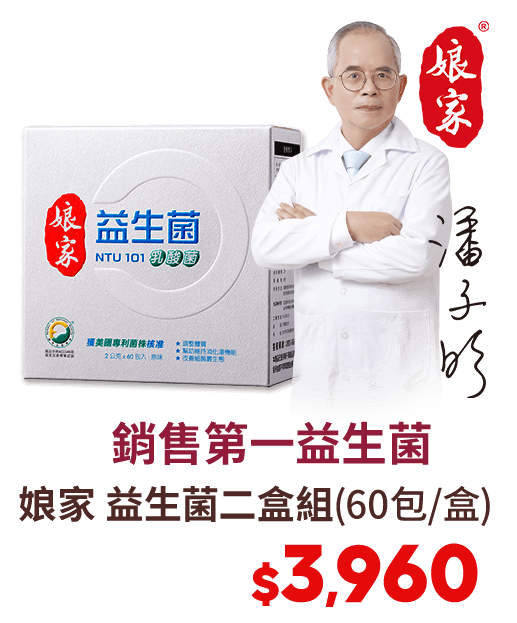 娘家®
潘子明
娘家
益生菌
NTU 101 乳酸菌
獲美國專利菌株核准
2 公克 x 60 包入｜原味
★ 調整體質
★ 幫助維持消化道機能
★ 改善細菌叢生態
銷售第一益生菌
娘家 益生菌二盒組(60包/盒)
$3,960